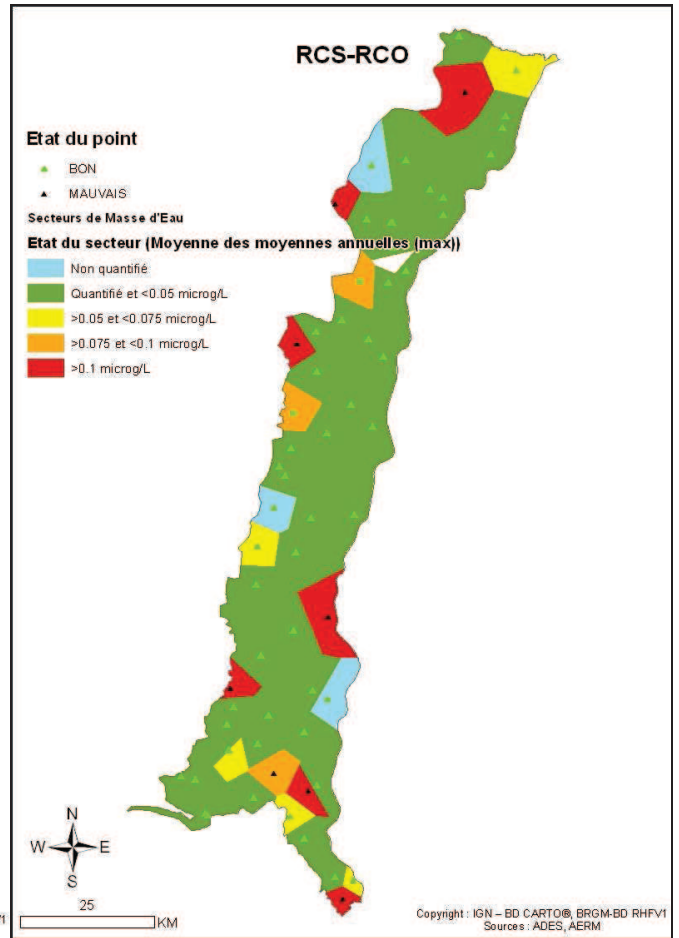 RCS-RCO
Etat du point
BON
MAUVAIS
Secteurs de Masse d'Eau
Etat du secteur (Moyenne des moyennes annuelles (max))
Non quantifié
Quantifié et <0.05 microg/L
>0.05 et <0.075 microg/L
>0.075 et <0.1 microg/L
>0.1 microg/L
N
W E
S
25
KM
Copyright : IGN – BD CARTO®, BRGM-BD RHFV1
Sources : ADES, AERM